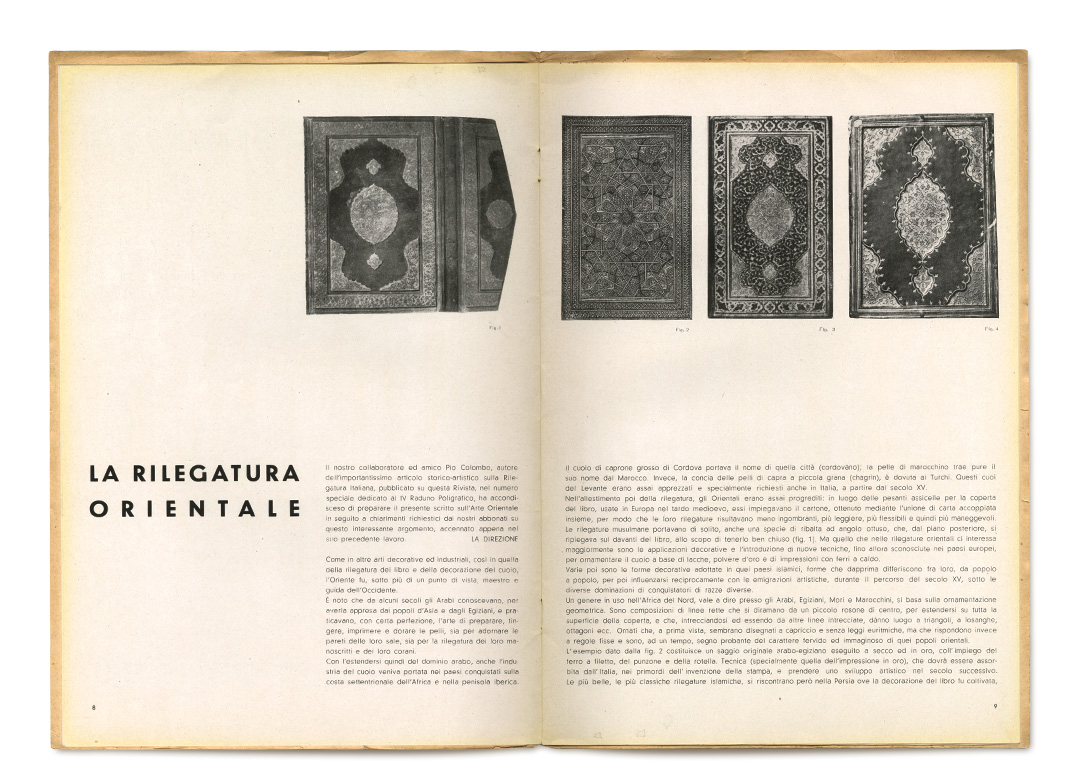 Fig. 1
Fig. 2
Fig. 3
Fig. 4
LA RILEGATURA
ORIENTALE
Il nostro collaboratore ed amico Pio Colombo, autore
dell'importantissimo articolo storico-artistico sulla Rile-
gatura Italiana, pubblicato su questa Rivista, nel numero
speciale dedicato al IV Raduno Poligrafico, ha accondi-
sceso di preparare il presente scritto sull'Arte Orientale
in seguito a chiarimenti richiestici dai nostri abbonati su
questo interessante argomento, accennato appena nel
suo precedente lavoro. LA DIREZIONE
Come in altre arti decorative ed industriali, così in quella
della rilegatura del libro e della decorazione del cuoio,
l'Oriente fu, sotto più di un punto di vista, maestro e
guida dell'Occidente.
È noto che da alcuni secoli gli Arabi conoscevano, per
averla appresa dai popoli d'Asia e dagli Egiziani, e pra-
ticavano, con certa perfezione, l'arte di preparare, tin-
gere, imprimere e dorare le pelli, sia per adornare le
pareti delle loro sale, sia per la rilegatura dei loro ma-
noscritti e dei loro corani.
Con l'estendersi quindi del dominio arabo, anche l'indu-
stria del cuoio veniva portata nei paesi conquistati sulla
costa settentrionale dell'Africa e nella penisola iberica.
8
Il cuoio di caprone grosso di Cordova portava il nome di quella città (cordovàno); la pelle di marocchino trae pure il
suo nome dal Marocco. Invece, la concia delle pelli di capra a piccola grana (chagrin), è dovuta ai Turchi. Questi cuoi
del Levante erano assai apprezzati e specialmente richiesti anche in Italia, a partire dal secolo XV.
Nell'allestimento poi della rilegatura, gli Orientali erano assai progrediti: in luogo delle pesanti assicelle per la coperta
del libro, usate in Europa nel tardo medioevo, essi impiegavano il cartone, ottenuto mediante l'unione di carta accoppiata
insieme, per modo che le loro rilegature risultavano meno ingombranti, più leggière, più flessibili e quindi più maneggevoli.
Le rilegature musulmane portavano di solito, anche una specie di ribalta ad angolo ottuso, che, dal piano posteriore, si
ripiegava sul davanti del libro, allo scopo di tenerlo ben chiuso (fig. 1). Ma quello che nelle rilegature orientali ci interessa
maggiormente sono le applicazioni decorative e l'introduzione di nuove tecniche, fino allora sconosciute nei paesi europei,
per ornamentare il cuoio a base di lacche, polvere d'oro e di impressioni con ferri a caldo.
Varie poi sono le forme decorative adottate in quei paesi islamici, forme che dapprima differiscono fra loro, da popolo
a popolo, per poi influenzarsi reciprocamente con le emigrazioni artistiche, durante il percorso del secolo XV, sotto le
diverse dominazioni di conquistatori di razze diverse.
Un genere in uso nell'Africa del Nord, vale a dire presso gli Arabi, Egiziani, Mori e Marocchini, si basa sulla ornamentazione
geometrica. Sono composizioni di linee rette che si diramano da un piccolo rosone di centro, per estendersi su tutta la
superficie della coperta, e che, intrecciandosi ed essendo da altre linee intrecciate, dànno luogo a triangoli, a losanghe,
ottagoni ecc. Ornati che, a prima vista, sembrano disegnati a capriccio e senza leggi euritmiche, ma che rispondono invece
a regole fisse e sono, ad un tempo, segno probante del carattere fervido ed immaginoso di quei popoli orientali.
L'esempio dato dalla fig. 2 costituisce un saggio originale arabo-egiziano eseguito a secco ed in oro, coll'impiego del
ferro a filetto, del punzone e della rotella. Tecnica (specialmente quella dell'impressione in oro), che dovrà essere assor-
bita dall'Italia, nei primordi dell'invenzione della stampa, e prendere uno sviluppo artistico nel secolo successivo.
Le più belle, le più classiche rilegature islamiche, si riscontrano però nella Persia ove la decorazione del libro fu coltivata,
9